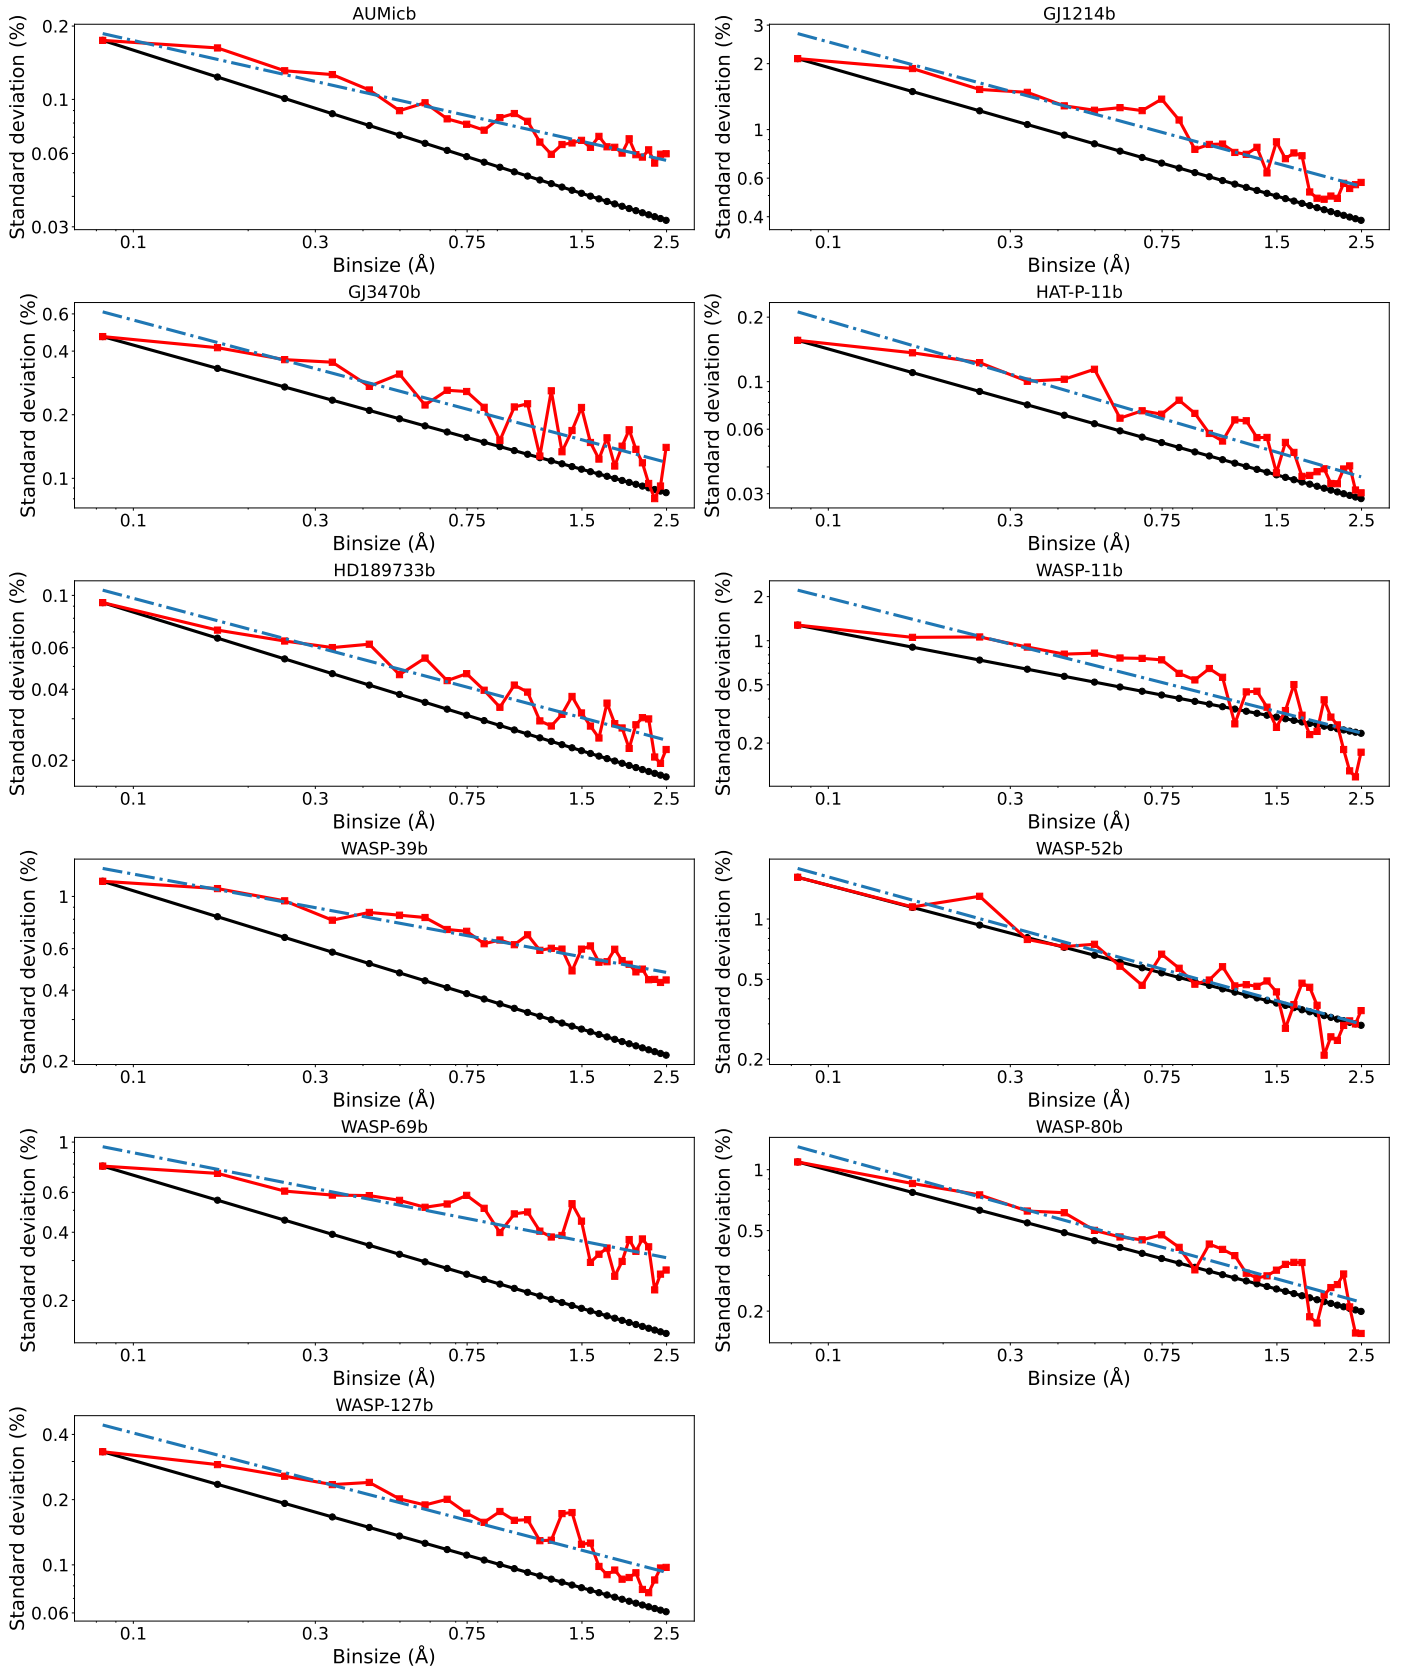 AUMicb
Standard deviation (%)
0.2
0.1
0.06
0.03
0.1 0.3 0.75 1.5 2.5
Binsize (Å)
GJ1214b
Standard deviation (%)
3
2
1
0.6
0.4
0.1 0.3 0.75 1.5 2.5
Binsize (Å)
GJ3470b
Standard deviation (%)
0.6
0.4
0.2
0.1
0.1 0.3 0.75 1.5 2.5
Binsize (Å)
HAT-P-11b
Standard deviation (%)
0.2
0.1
0.06
0.03
0.1 0.3 0.75 1.5 2.5
Binsize (Å)
HD189733b
Standard deviation (%)
0.1
0.06
0.04
0.02
0.1 0.3 0.75 1.5 2.5
Binsize (Å)
WASP-11b
Standard deviation (%)
2
1
0.5
0.2
0.1 0.3 0.75 1.5 2.5
Binsize (Å)
WASP-39b
Standard deviation (%)
1
0.6
0.4
0.2
0.1 0.3 0.75 1.5 2.5
Binsize (Å)
WASP-52b
Standard deviation (%)
1
0.5
0.2
0.1 0.3 0.75 1.5 2.5
Binsize (Å)
WASP-69b
Standard deviation (%)
1
0.6
0.4
0.2
0.1 0.3 0.75 1.5 2.5
Binsize (Å)
WASP-80b
Standard deviation (%)
1
0.5
0.2
0.1 0.3 0.75 1.5 2.5
Binsize (Å)
WASP-127b
Standard deviation (%)
0.4
0.2
0.1
0.06
0.1 0.3 0.75 1.5 2.5
Binsize (Å)